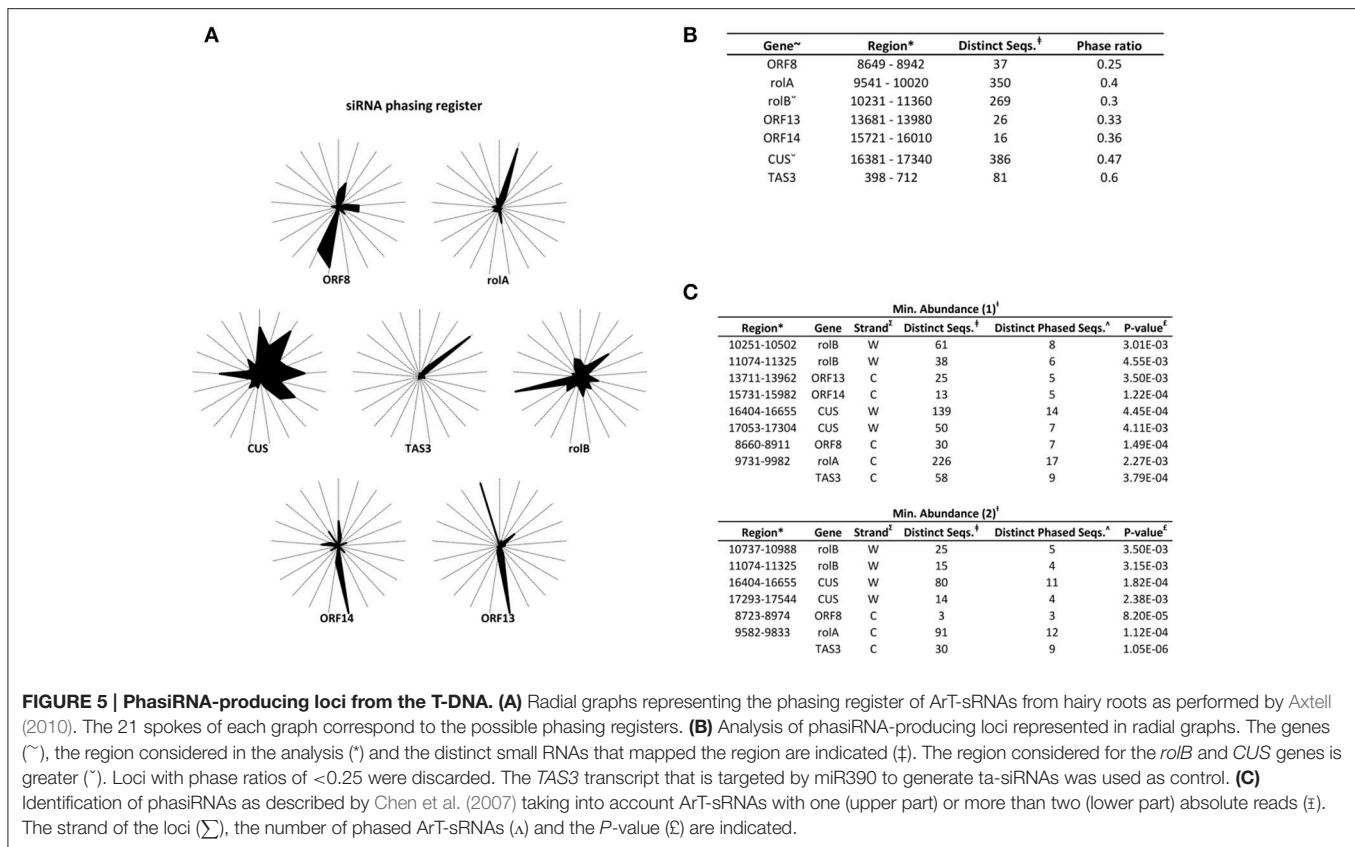 A
siRNA phasing register
ORF8
rolA
CUS
TAS3
rolB
ORF14
ORF13
B
Gene~ Region* Distinct Seqs.‡ Phase ratio
ORF8 8649 - 8942 37 0.25
rolA 9541 - 10020 350 0.4
rolB˘ 10231 - 11360 269 0.3
ORF13 13681 - 13980 26 0.33
ORF14 15721 - 16010 16 0.36
CUS˘ 16381 - 17340 386 0.47
TAS3 398 - 712 81 0.6
C
Min. Abundance (1)ᵻ
Region* Gene Strand^Σ Distinct Seqs.‡ Distinct Phased Seqs.^ P-value£
10251-10502 rolB W 61 8 3.01E-03
11074-11325 rolB W 38 6 4.55E-03
13711-13962 ORF13 C 25 5 3.50E-03
15731-15982 ORF14 C 13 5 1.22E-04
16404-16655 CUS W 139 14 4.45E-04
17053-17304 CUS W 50 7 4.11E-03
8660-8911 ORF8 C 30 7 1.49E-04
9731-9982 rolA C 226 17 2.27E-03
TAS3 C 58 9 3.79E-04
Min. Abundance (2)ᵻ
Region* Gene Strand^Σ Distinct Seqs.‡ Distinct Phased Seqs.^ P-value£
10737-10988 rolB W 25 5 3.50E-03
11074-11325 rolB W 15 4 3.15E-03
16404-16655 CUS W 80 11 1.82E-04
17293-17544 CUS W 14 4 2.38E-03
8723-8974 ORF8 C 3 3 8.20E-05
9582-9833 rolA C 91 12 1.12E-04
TAS3 C 30 9 1.05E-06
FIGURE 5 | PhasiRNA-producing loci from the T-DNA. (A) Radial graphs representing the phasing register of ArT-sRNAs from hairy roots as performed by Axtell
(2010). The 21 spokes of each graph correspond to the possible phasing registers. (B) Analysis of phasiRNA-producing loci represented in radial graphs. The genes
(~), the region considered in the analysis (*) and the distinct small RNAs that mapped the region are indicated (‡). The region considered for the rolB and CUS genes is
greater (˘). Loci with phase ratios of <0.25 were discarded. The TAS3 transcript that is targeted by miR390 to generate ta-siRNAs was used as control. (C)
Identification of phasiRNAs as described by Chen et al. (2007) taking into account ArT-sRNAs with one (upper part) or more than two (lower part) absolute reads (ᵻ).
The strand of the loci (∑), the number of phased ArT-sRNAs (ʌ) and the P-value (£) are indicated.